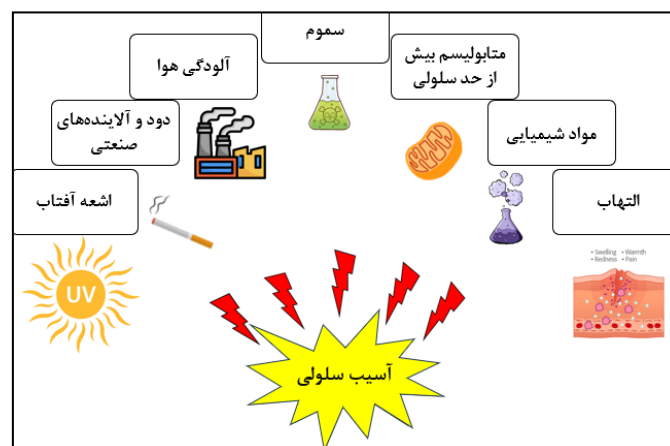 سموم
آلودگی هوا
متابولیسم بیش
از حد سلولی
دود و آلاینده‌های
صنعتی
مواد شیمیایی
اشعه آفتاب
التهاب
• Swelling • Warmth
• Redness • Pain
UV
آسیب سلولی